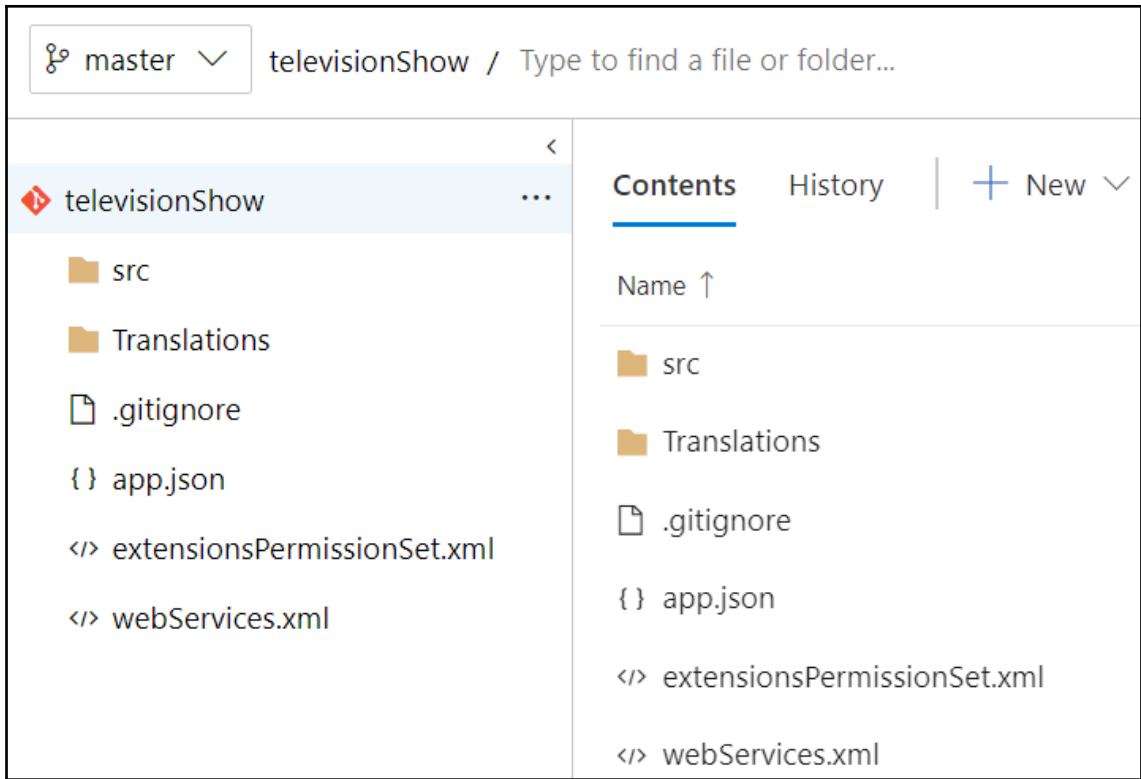 master televisionShow / Type to find a file or folder...
televisionShow ...
src
Translations
.gitignore
{ } app.json
</> extensionsPermissionSet.xml
</> webServices.xml
Contents History New
Name ↑
src
Translations
.gitignore
{ } app.json
</> extensionsPermissionSet.xml
</> webServices.xml